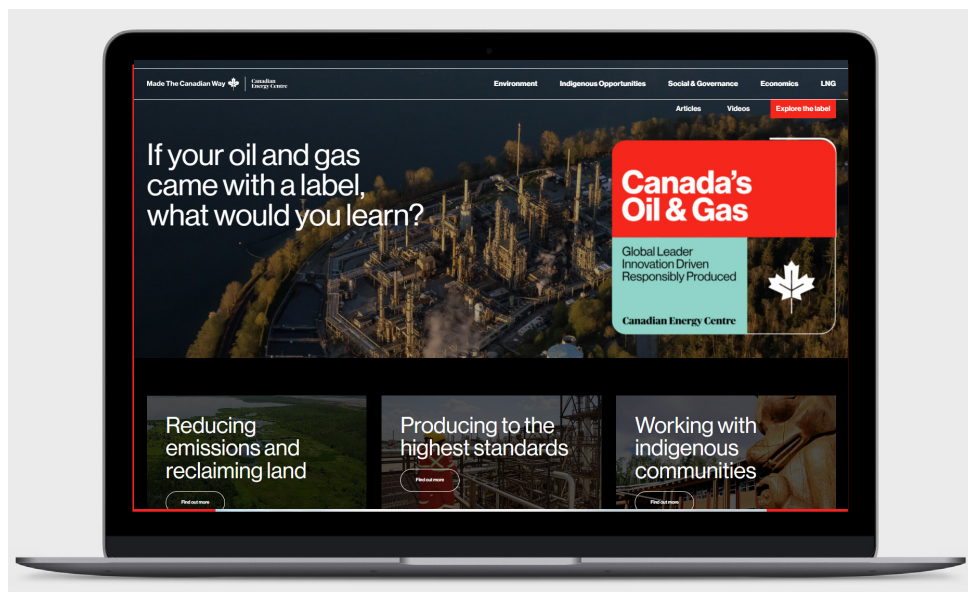 Made The Canadian Way
Canadian
Energy Centre
Environment
Indigenous Opportunities
Social & Governance
Economics
LNG
Articles
Videos
Explore the label
If your oil and gas
came with a label,
what would you learn?
Canada's
Oil & Gas
Global Leader
Innovation Driven
Responsibly Produced
Canadian Energy Centre
Reducing
emissions and
reclaiming land
Find out more
Producing to the
highest standards
Find out more
Working with
indigenous
communities
Find out more